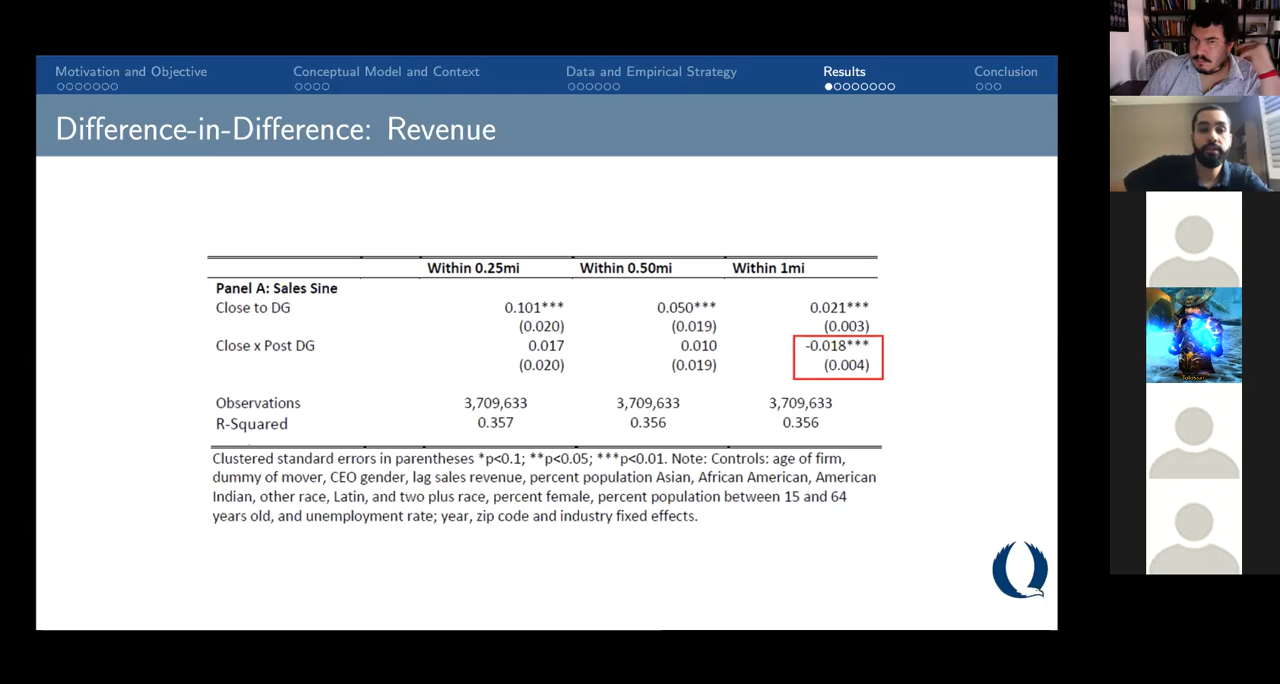 Motivation and Objective Conceptual Model and Context Data and Empirical Strategy Results Conclusion
Difference-in-Difference: Revenue
Within 0.25mi Within 0.50mi Within 1mi
Panel A: Sales Sine
Close to DG 0.101*** 0.050*** 0.021***
(0.020) (0.019) (0.003)
Close x Post DG 0.017 0.010 -0.018***
(0.020) (0.019) (0.004)
Observations 3,709,633 3,709,633 3,709,633
R-Squared 0.357 0.356 0.356
Clustered standard errors in parentheses *p<0.1; **p<0.05; ***p<0.01. Note: Controls: age of firm,
dummy of mover, CEO gender, lag sales revenue, percent population Asian, African American, American
Indian, other race, Latin, and two plus race, percent female, percent population between 15 and 64
years old, and unemployment rate; year, zip code and industry fixed effects.